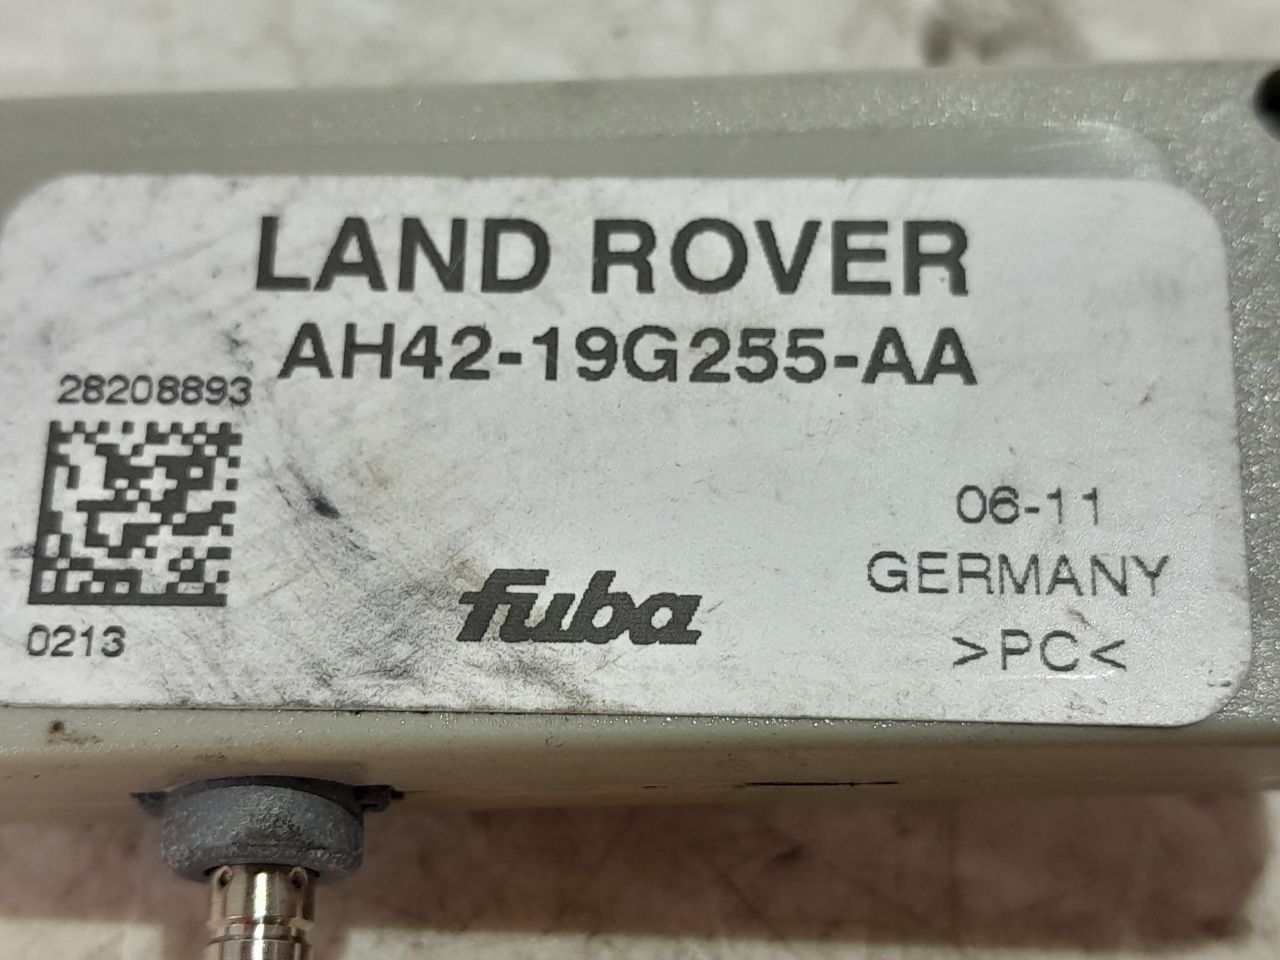 LAND ROVER
AH42-19G255-AA
28208893
06-11
GERMANY
fuba
0213
>PC<